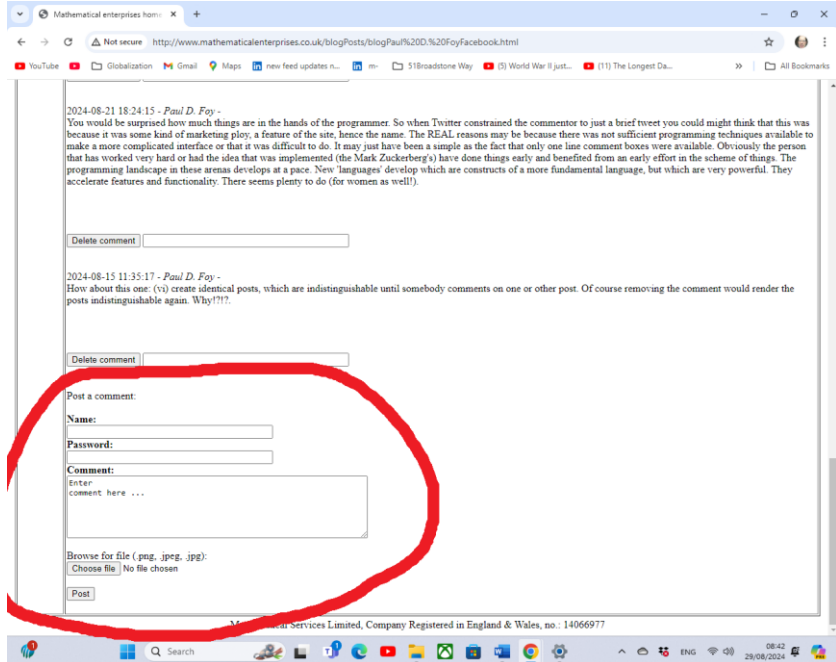 Mathematical enterprises home
Not secure http://www.mathematicalenterprises.co.uk/blogPosts/blogPaul%20D.%20FoyFacebook.html
YouTube Globalization Gmail Maps new feed updates n... m- 51Broadstone Way (5) World War II just... (11) The Longest Da... » All Bookmarks
2024-08-21 18:24:15 - Paul D. Foy -
You would be surprised how much things are in the hands of the programmer. So when Twitter constrained the commentor to just a brief tweet you could might think that this was
because it was some kind of marketing ploy, a feature of the site, hence the name. The REAL reasons may be because there was not sufficient programming techniques available to
make a more complicated interface or that it was difficult to do. It may just have been a simple as the fact that only one line comment boxes were available. Obviously the person
that has worked very hard or had the idea that was implemented (the Mark Zuckerberg's) have done things early and benefited from an early effort in the scheme of things. The
programming landscape in these arenas develops at a pace. New 'languages' develop which are constructs of a more fundamental language, but which are very powerful. They
accelerate features and functionality. There seems plenty to do (for women as well!).
Delete comment
2024-08-15 11:35:17 - Paul D. Foy -
How about this one: (vi) create identical posts, which are indistinguishable until somebody comments on one or other post. Of course removing the comment would render the
posts indistinguishable again. Why!?!?.
Delete comment
Post a comment:
Name:
Password:
Comment:
Enter
comment here ...
Browse for file (.png, .jpeg, .jpg):
Choose file No file chosen
Post
Services Limited, Company Registered in England & Wales, no.: 14066977
Search
ENG
08:42
29/08/2024